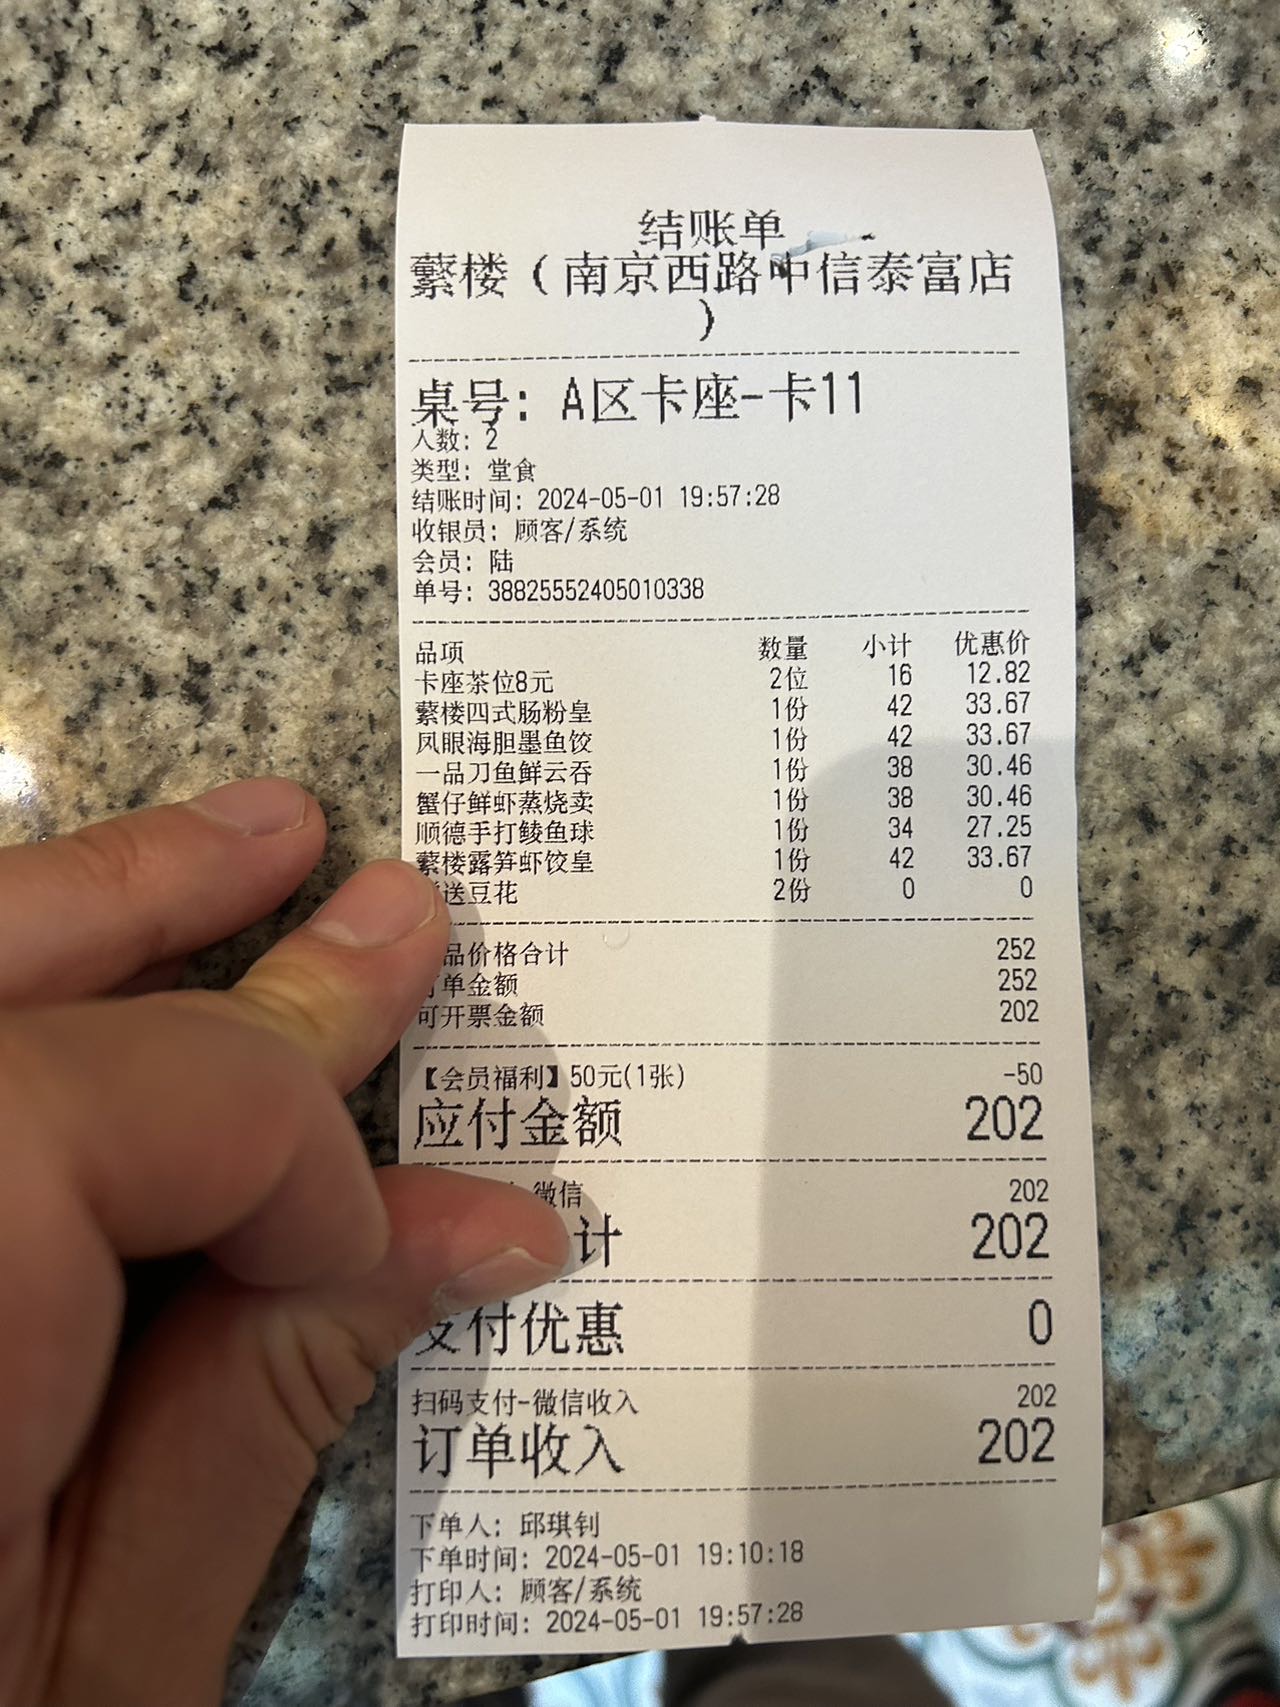 结账单
蘩楼（南京西路中信泰富店
）
桌号: A区卡座-卡11
人数: 2
类型: 堂食
结账时间: 2024-05-01 19:57:28
收银员: 顾客/系统
会员: 陆
单号: 38825552405010338
品项 数量 小计 优惠价
卡座茶位8元 2位 16 12.82
蘩楼四式肠粉皇 1份 42 33.67
凤眼海胆墨鱼饺 1份 42 33.67
一品刀鱼鲜云吞 1份 38 30.46
蟹仔鲜虾蒸烧卖 1份 38 30.46
顺德手打鲮鱼球 1份 34 27.25
蘩楼露笋虾饺皇 1份 42 33.67
送豆花 2份 0 0
品价格合计 252
订单金额 252
可开票金额 202
【会员福利】50元(1张) -50
应付金额 202
微信 202
计 202
支付优惠 0
扫码支付-微信收入 202
订单收入 202
下单人: 邱琪钊
下单时间: 2024-05-01 19:10:18
打印人: 顾客/系统
打印时间: 2024-05-01 19:57:28